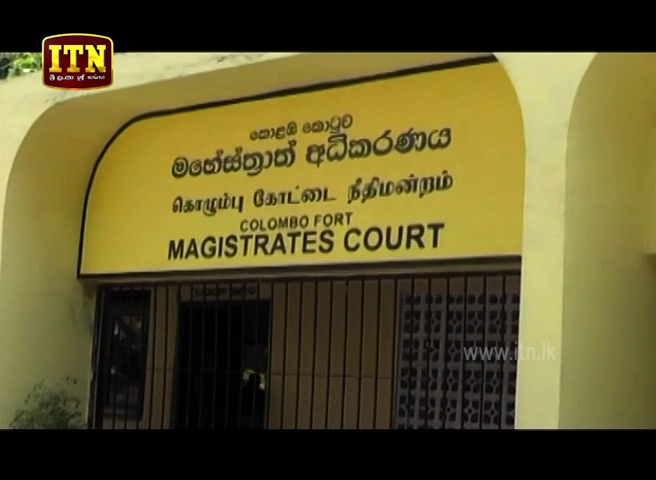 ITN
කොළඹ කොටුව
මහේස්ත්‍රාත් අධිකරණය
கொழும்பு கோட்டை நீதிமன்றம்
COLOMBO FORT
MAGISTRATES COURT
www.itn.lk